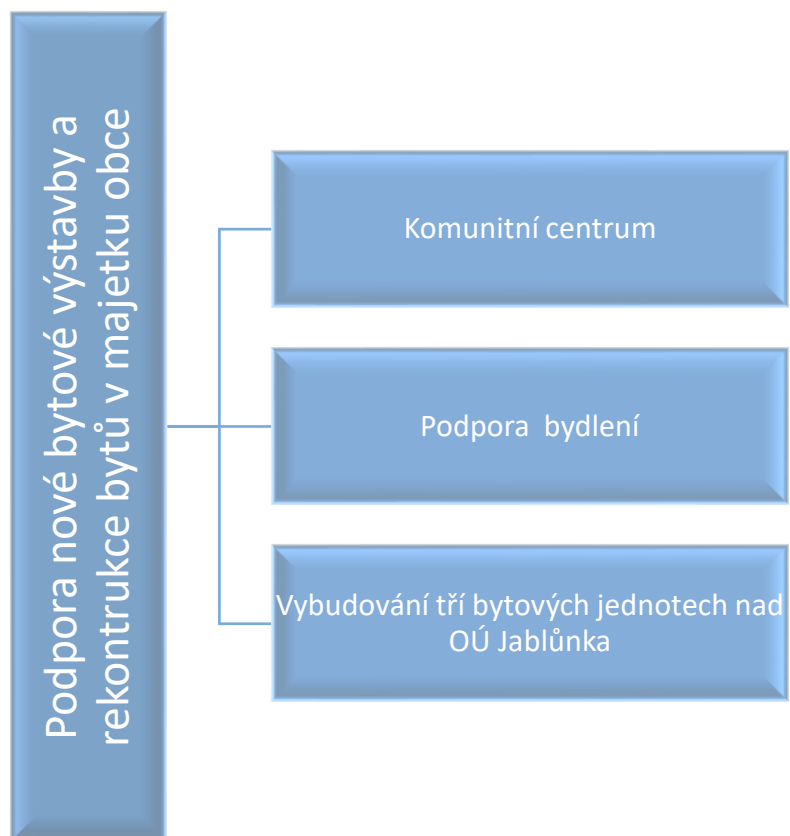 Podpora nové bytové výstavby a
rekontrukce bytů v majetku obce
Komunitní centrum
Podpora  bydlení
Vybudování tří bytových jednotech nad
OÚ Jablůnka